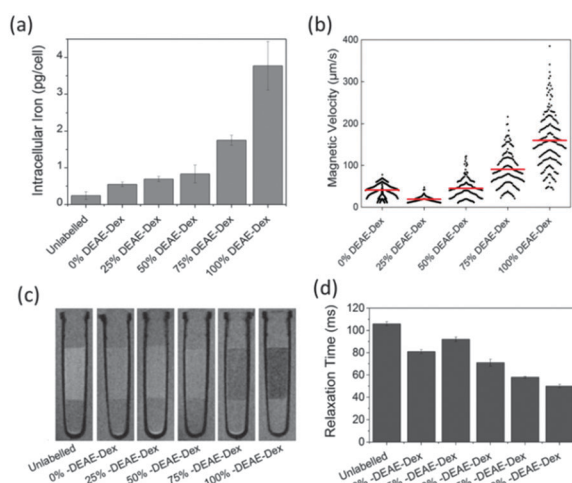 (a)
Intracellular Iron (pg/cell)
4
3
2
1
0
Unlabelled
0% DEAE-Dex
25% DEAE-Dex
50% DEAE-Dex
75% DEAE-Dex
100% DEAE-Dex
(b)
Magnetic Velocity (µm/s)
400
300
200
100
0
0% DEAE-Dex
25% DEAE-Dex
50% DEAE-Dex
75% DEAE-Dex
100% DEAE-Dex
(c)
Unlabelled
0% -DEAE-Dex
25% -DEAE-Dex
50% -DEAE-Dex
75% -DEAE-Dex
100% -DEAE-Dex
(d)
Relaxation Time (ms)
120
100
80
60
40
20
0
Unlabelled
-DEAE-Dex
-DEAE-Dex
-DEAE-Dex
-DEAE-Dex
-DEAE-Dex